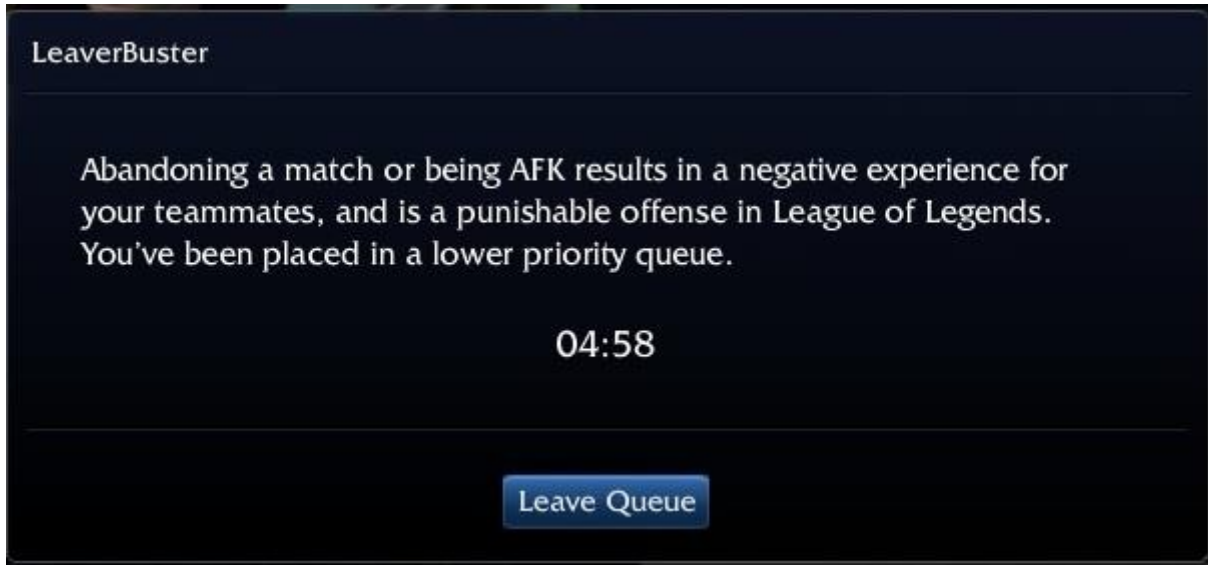 LeaverBuster
Abandoning a match or being AFK results in a negative experience for
your teammates, and is a punishable offense in League of Legends.
You've been placed in a lower priority queue.
04:58
Leave Queue